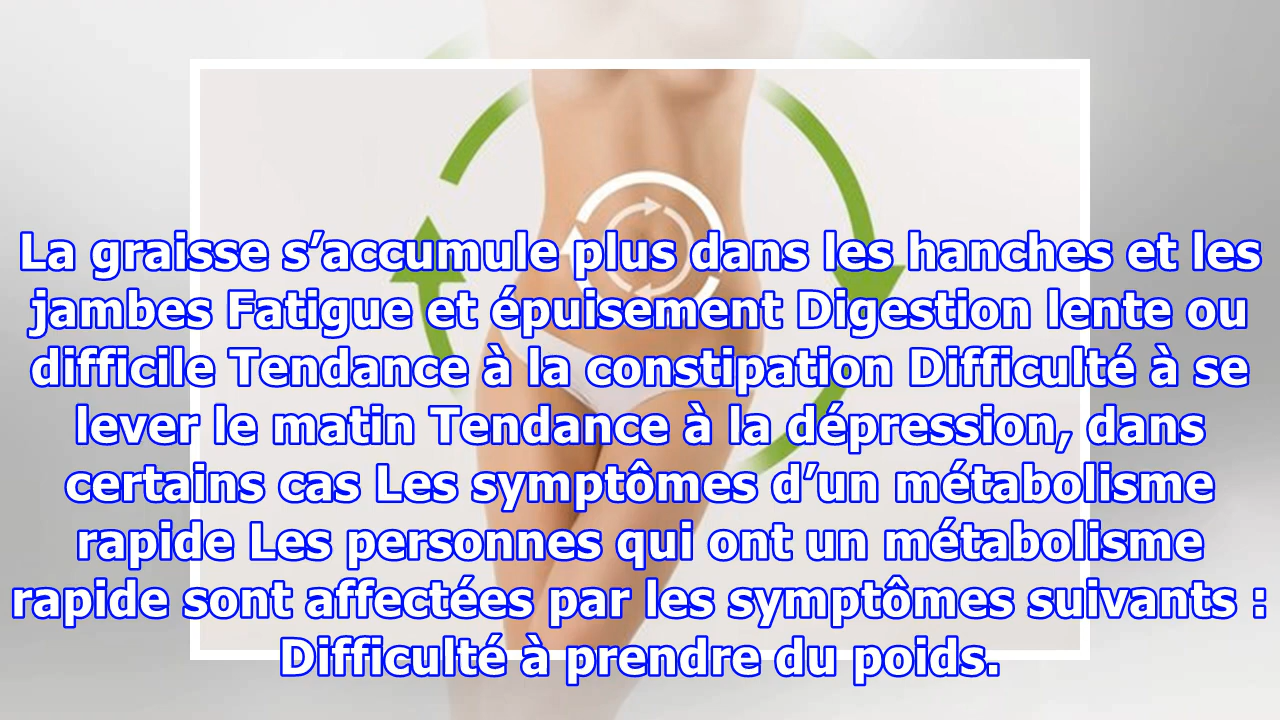 La graisse s’accumule plus dans les hanches et les
jambes Fatigue et épuisement Digestion lente ou
difficile Tendance à la constipation Difficulté à se
lever le matin Tendance à la dépression, dans
certains cas Les symptômes d’un métabolisme
rapide Les personnes qui ont un métabolisme
rapide sont affectées par les symptômes suivants :
Difficulté à prendre du poids.